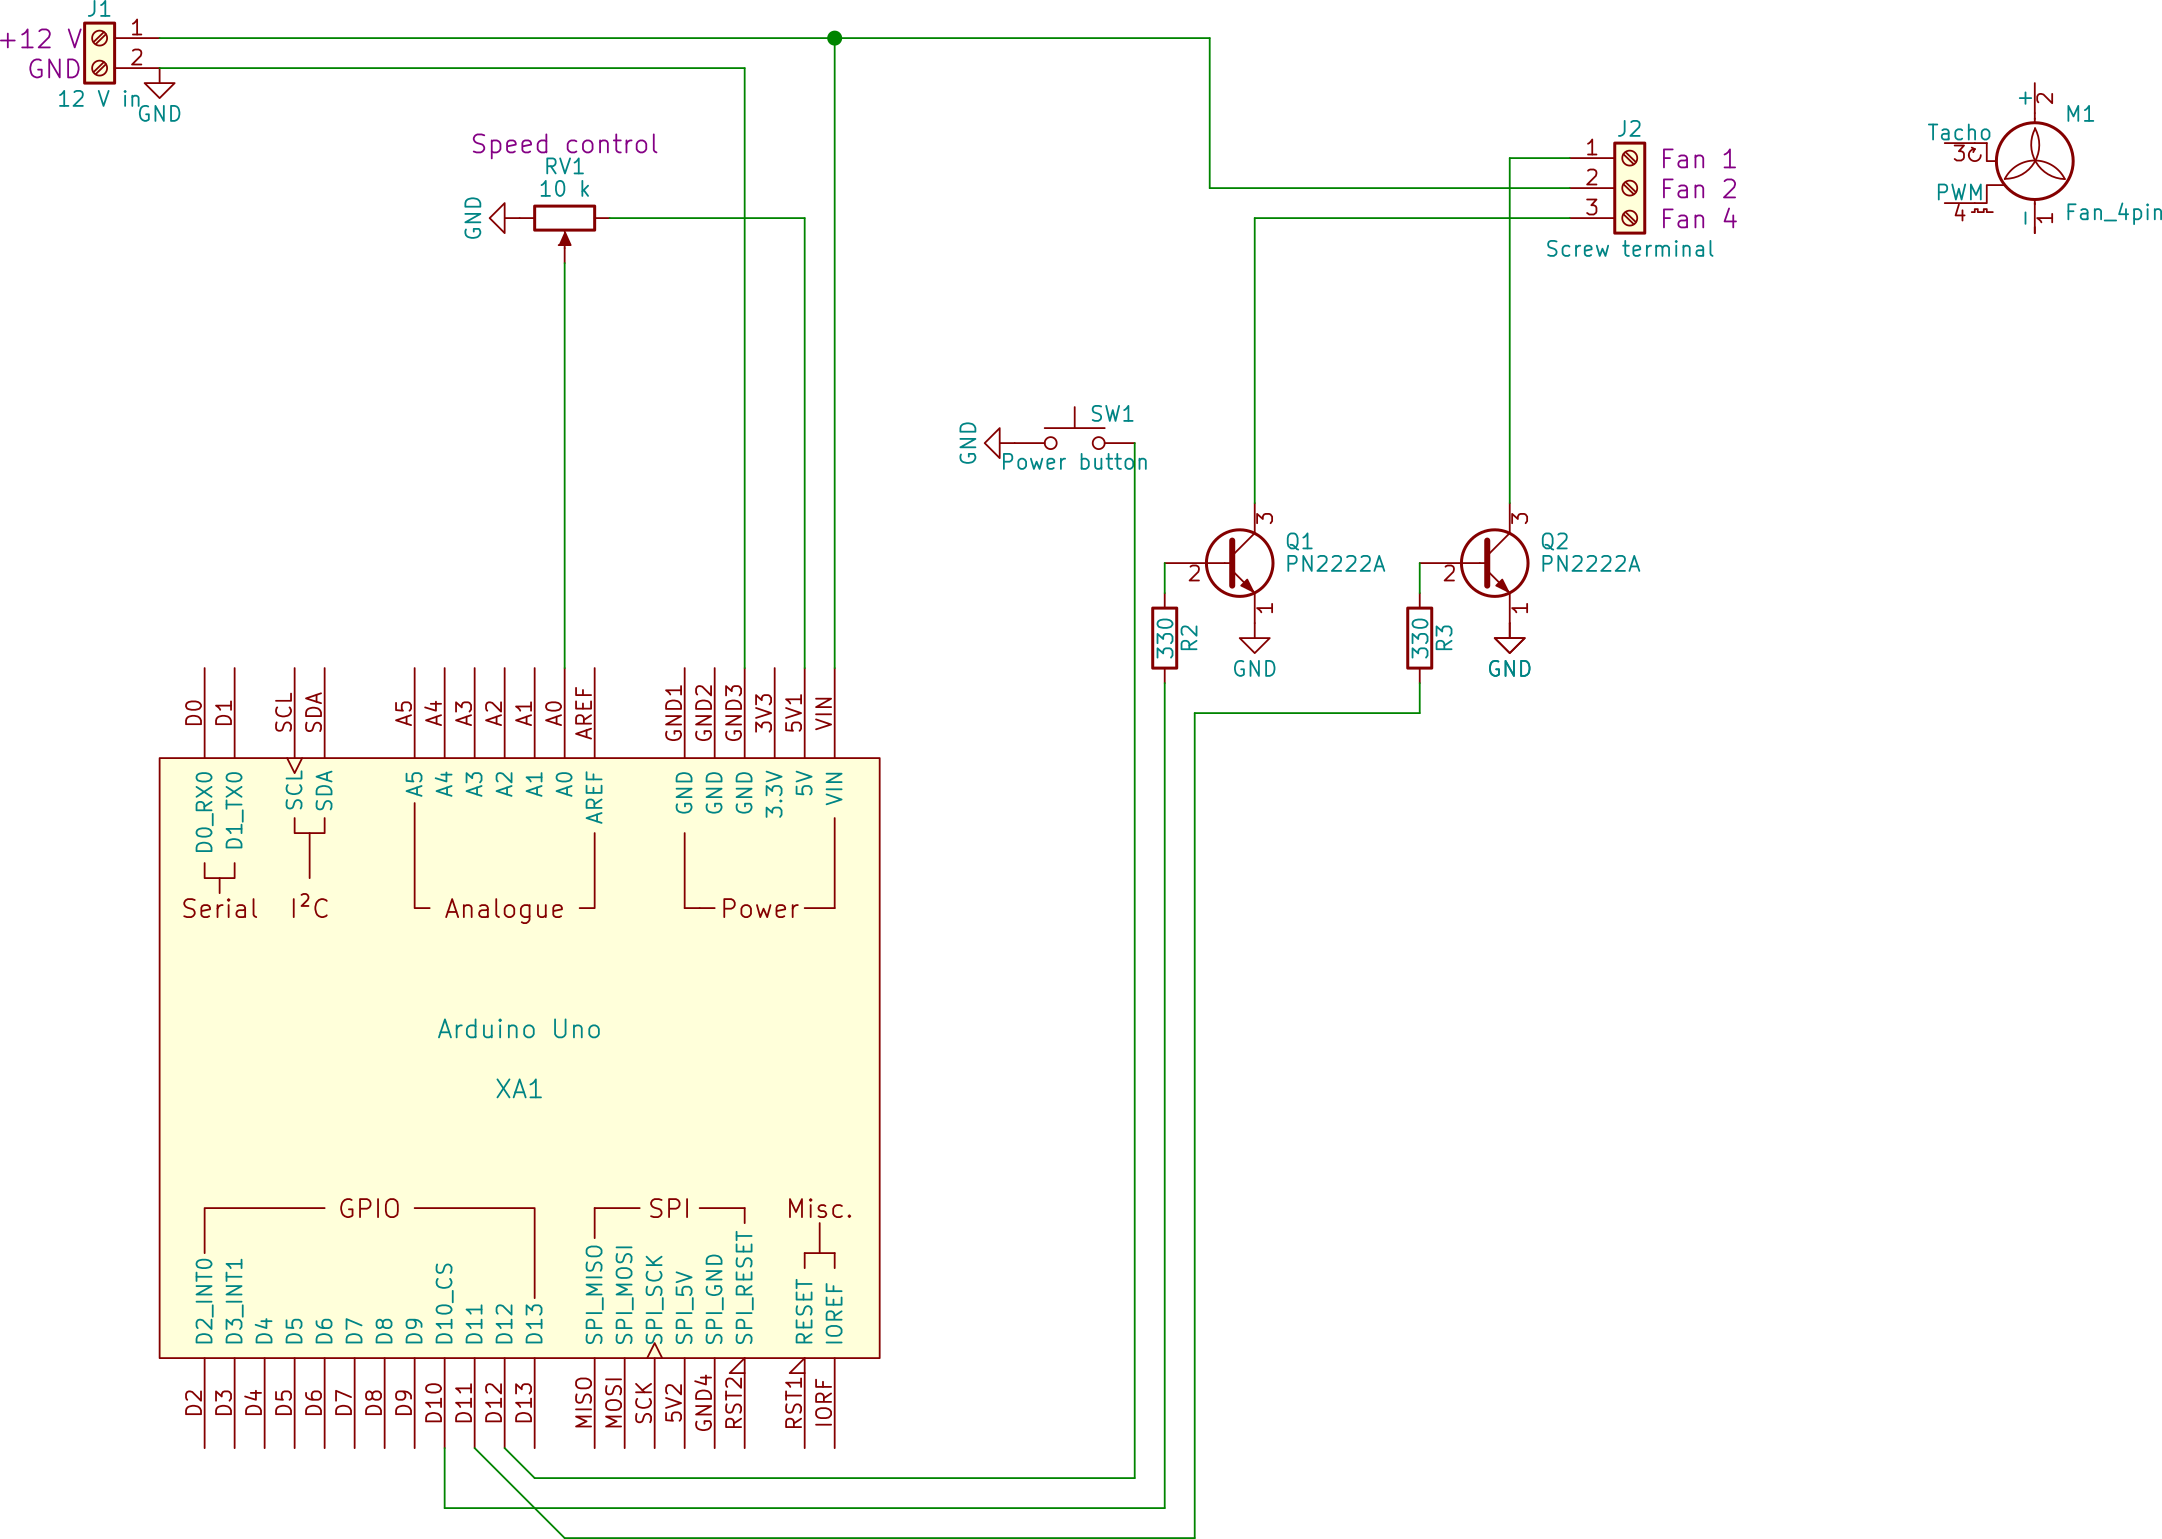 J1
+12 V
1
GND
2
12 V in
GND
Speed control
RV1
10 k
GND
J2
1
Fan 1
2
Fan 2
3
Fan 4
Screw terminal
+
2
M1
Tacho
3
PWM
4
-
1
Fan_4pin
SW1
GND
Power button
3
Q1
PN2222A
2
1
330
R2
GND
3
Q2
PN2222A
2
1
330
R3
GND
D0
D1
SCL
SDA
A5
A4
A3
A2
A1
A0
AREF
GND1
GND2
GND3
3V3
5V1
VIN
D0_RX0
D1_TX0
SCL
SDA
A5
A4
A3
A2
A1
A0
AREF
GND
GND
GND
3.3V
5V
VIN
Serial
I²C
Analogue
Power
Arduino Uno
XA1
GPIO
SPI
Misc.
D2_INT0
D3_INT1
D4
D5
D6
D7
D8
D9
D10_CS
D11
D12
D13
SPI_MISO
SPI_MOSI
SPI_SCK
SPI_5V
SPI_GND
SPI_RESET
RESET
IOREF
D2
D3
D4
D5
D6
D7
D8
D9
D10
D11
D12
D13
MISO
MOSI
SCK
5V2
GND4
RST2
RST1
IORF